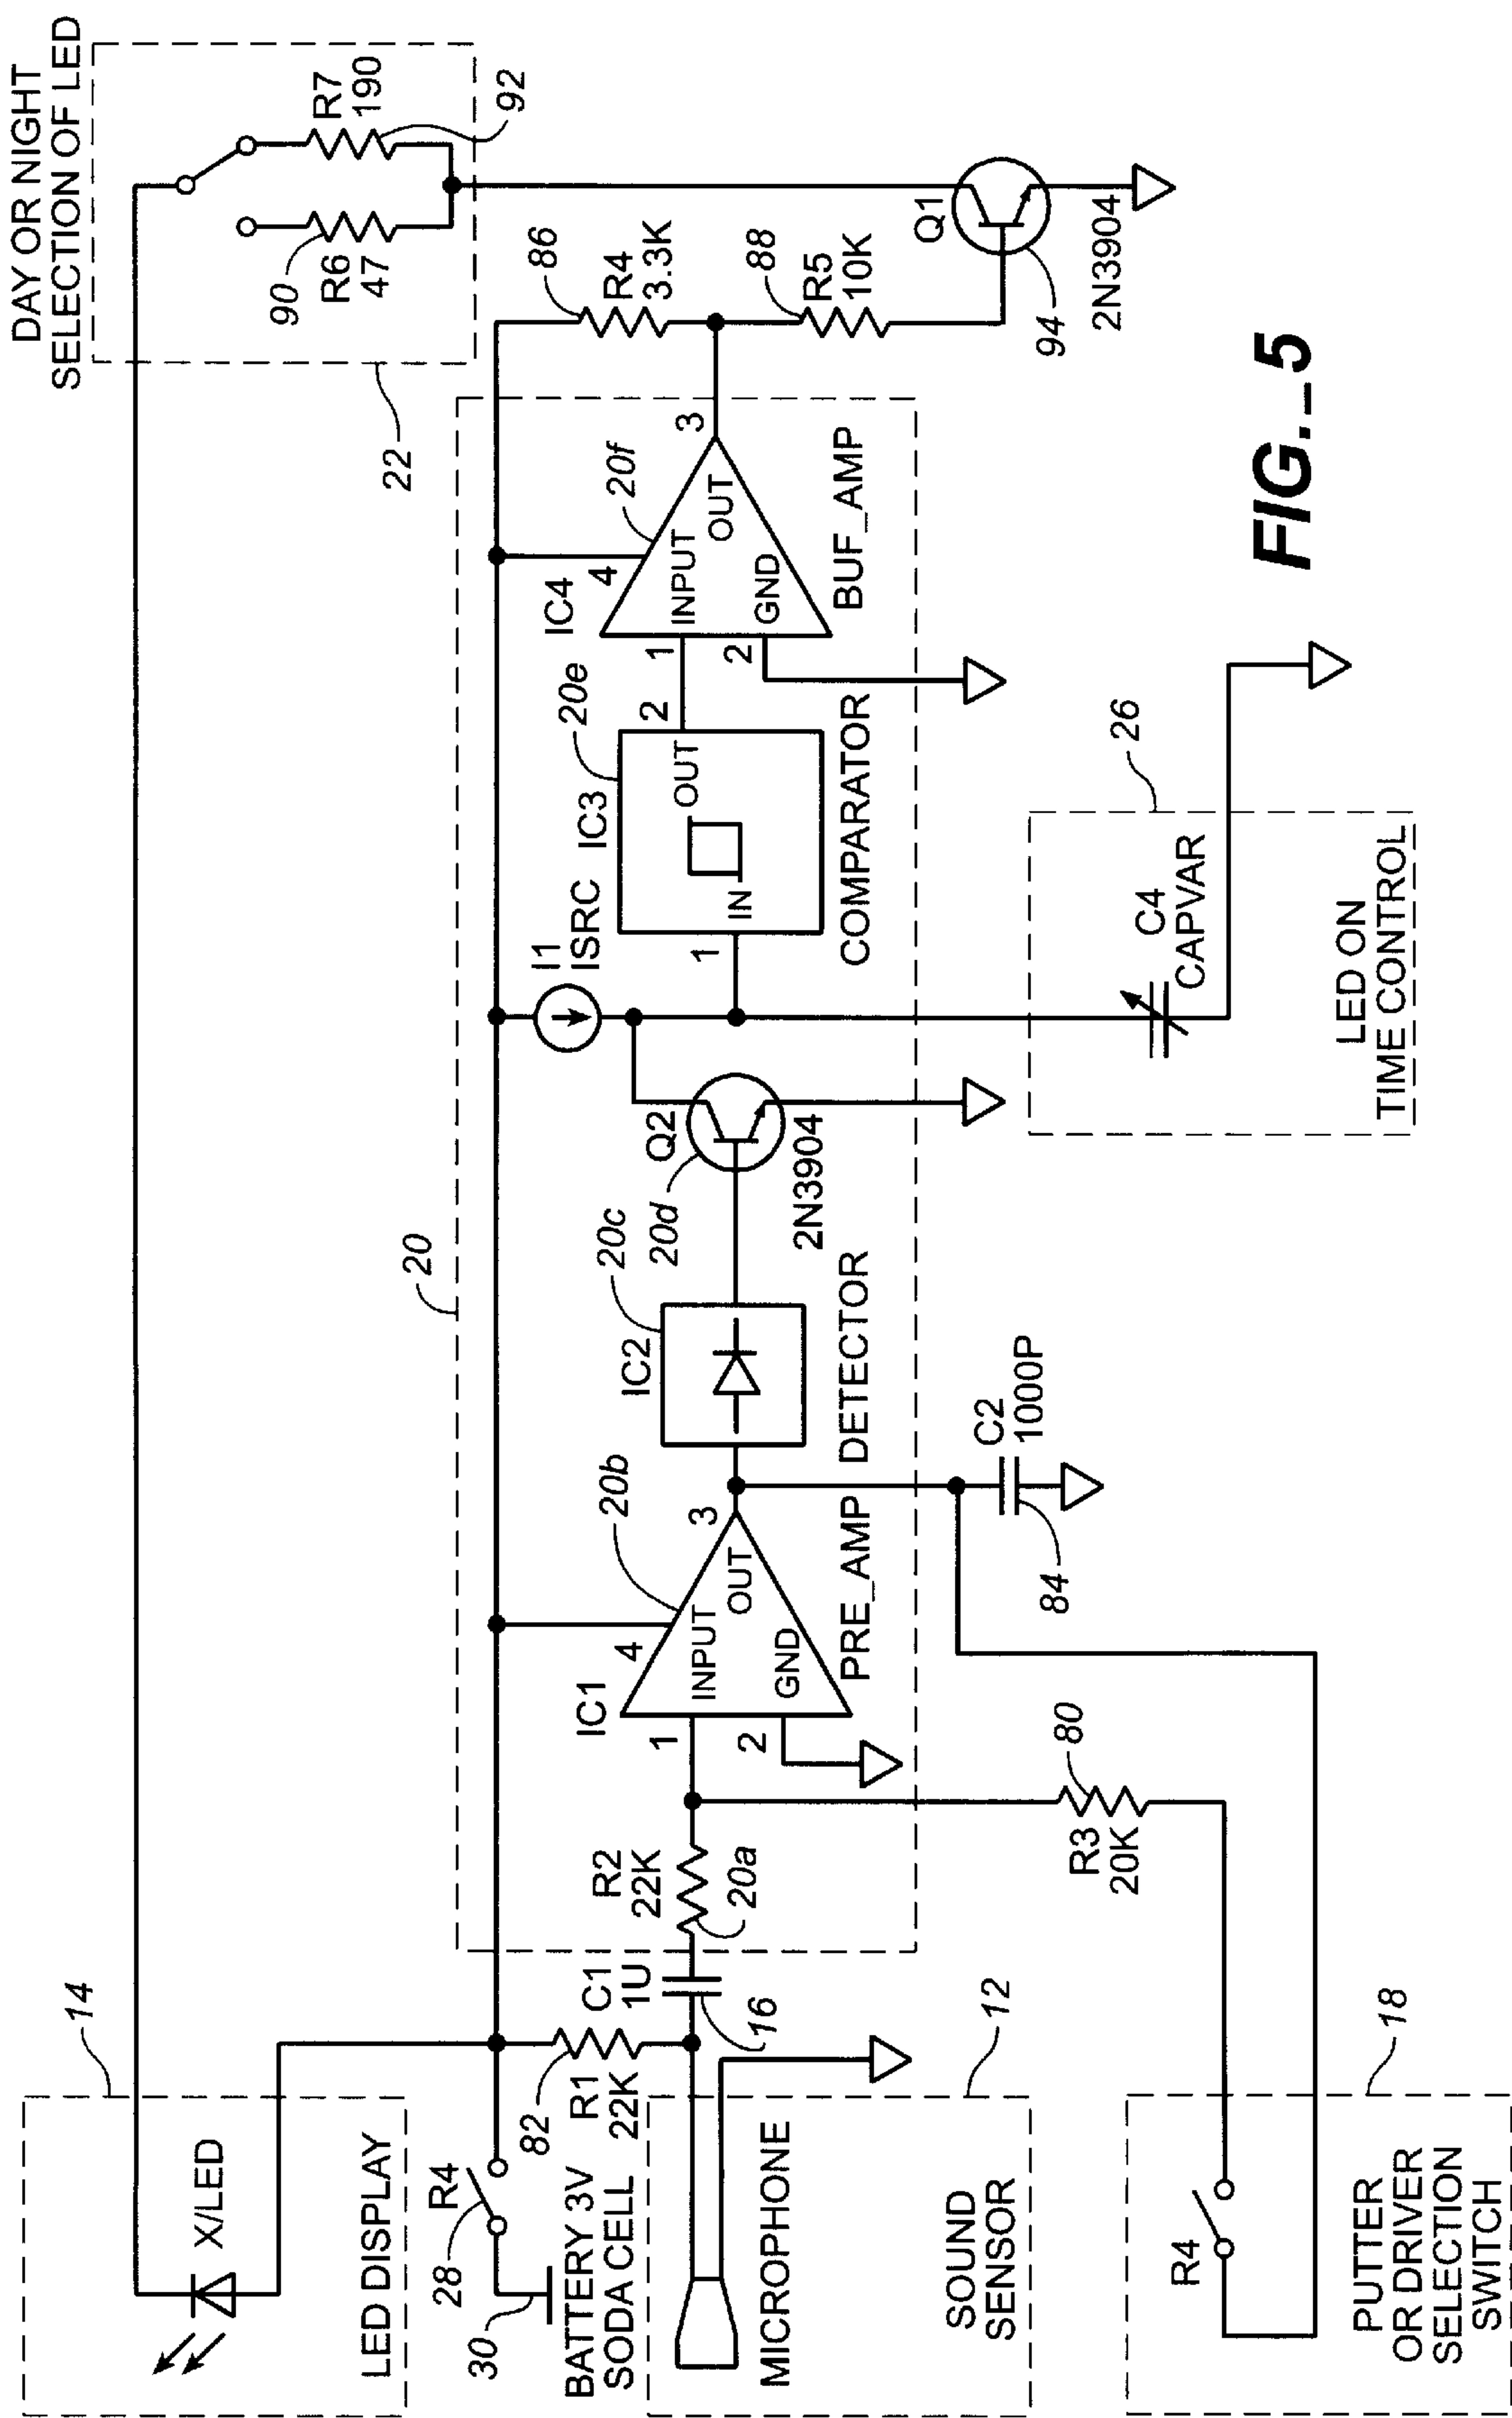 DAY OR NIGHT
SELECTION OF LED
14
X/LED
LED DISPLAY
90
R6
47
R7
190
92
22
R4
28
30
BATTERY 3V
SODA CELL
82
R1
22K
C1
1U
16
MICROPHONE
SOUND
SENSOR
12
20
R2
22K
20a
IC1
4
1
INPUT
2
GND
OUT
3
20b
PRE_AMP
IC2
20c
DETECTOR
20d
Q2
2N3904
I1
ISRC
IC3
20e
1
IN
OUT
2
COMPARATOR
IC4
4
20f
1
INPUT
2
GND
OUT
3
BUF_AMP
86
R4
3.3K
88
R5
10K
Q1
94
2N3904
R3
20K
80
84
C2
1000P
C4
CAPVAR
26
LED ON
TIME CONTROL
R4
18
PUTTER
OR DRIVER
SELECTION
SWITCH
FIG._5